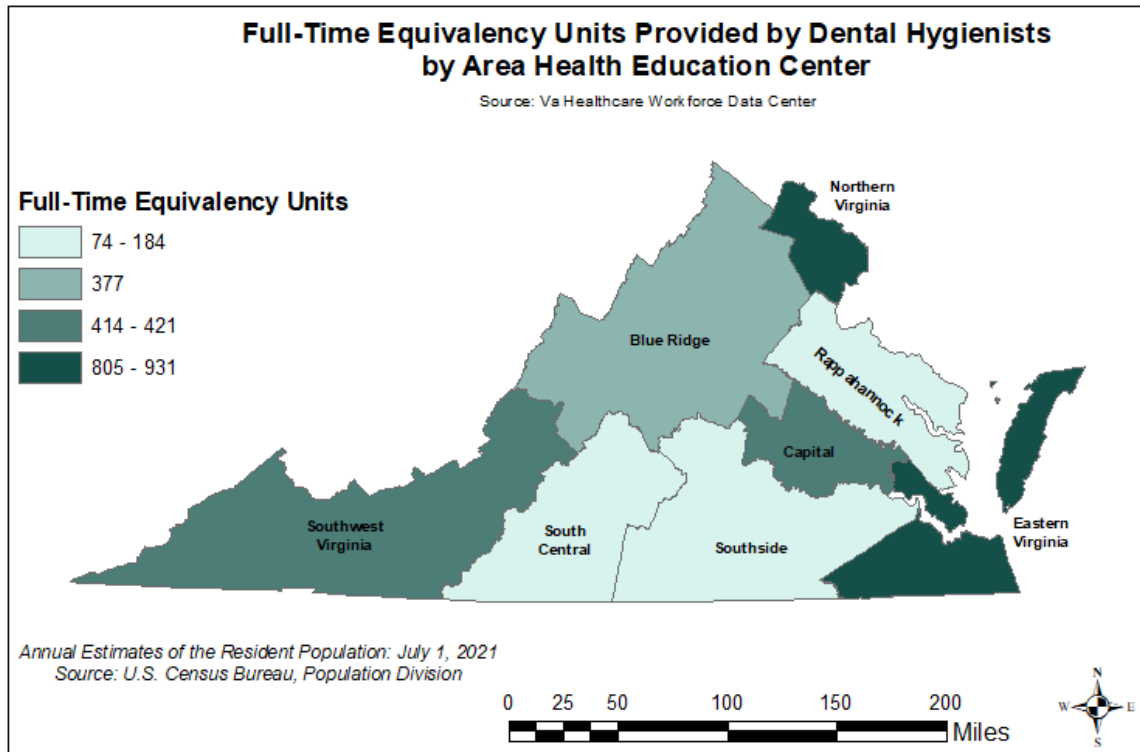 Full-Time Equivalency Units Provided by Dental Hygienists
by Area Health Education Center
Source: Va Healthcare Workforce Data Center
Full-Time Equivalency Units
74 - 184
377
414 - 421
805 - 931
Northern
Virginia
Blue Ridge
Rappahannock
Capital
Southwest
Virginia
South
Central
Southside
Eastern
Virginia
Annual Estimates of the Resident Population: July 1, 2021
Source: U.S. Census Bureau, Population Division
0 25 50 100 150 200
Miles
N
W E
S